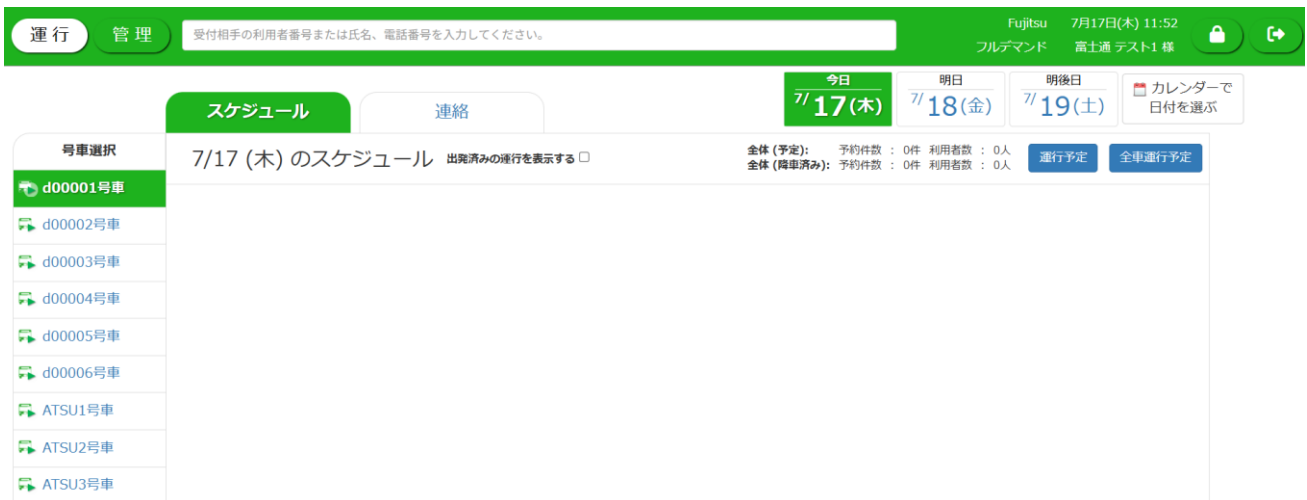 運行 管理 受付相手の利用者番号または氏名、電話番号を入力してください。
Fujitsu 7月17日(木) 11:52
フルデマンド 富士通 テスト1 様
スケジュール 連絡
今日
7/17(木)
明日
7/18(金)
明後日
7/19(土)
カレンダーで
日付を選ぶ
号車選択
d00001号車
d00002号車
d00003号車
d00004号車
d00005号車
d00006号車
ATSU1号車
ATSU2号車
ATSU3号車
7/17 (木) のスケジュール 出発済みの運行を表示する
全体 (予定): 予約件数 : 0件 利用者数 : 0人
全体 (降車済み): 予約件数 : 0件 利用者数 : 0人
運行予定 全車運行予定